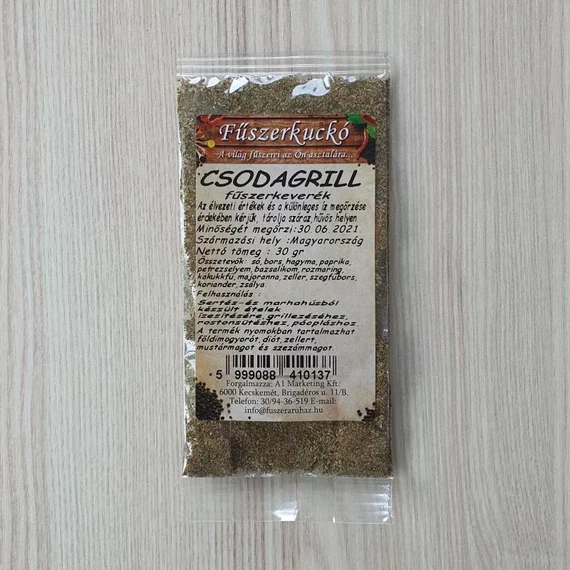 Fűszerkuckó
A világ fűszerei az Ön asztalára...
CSODAGRILL
fűszerkeverék
Az élvezeti értékek és a különleges íz megőrzése
érdekében kérjük, tárolja száraz, hűvös helyen.
Minőségét megőrzi:30.06.2021.
Származási hely :Magyarország
Nettó tömeg : 30 gr
Összetevők: só, bors, hagyma, paprika,
petrezselyem, bazsalikom, rozmaring,
kakukkfű, majoranna, zeller, szegfűbors,
koriander, zsálya.
Felhasználás :
Sertés-és marhahúsból
készült ételek
ízesítésére, grillezéséhez,
rostonsütéshez, pácoláshoz
A termék nyomokban tartalmazhat
földimogyorót, diót, zellert,
mustármagot és szezámmagot.
5 999088 410137
Forgalmazza: A1 Marketing Kft.
6000 Kecskemét, Brigadéros u. 11/B.
Telefon: 30/94-36-519 E-mail:
info@fuszeraruhaz.hu